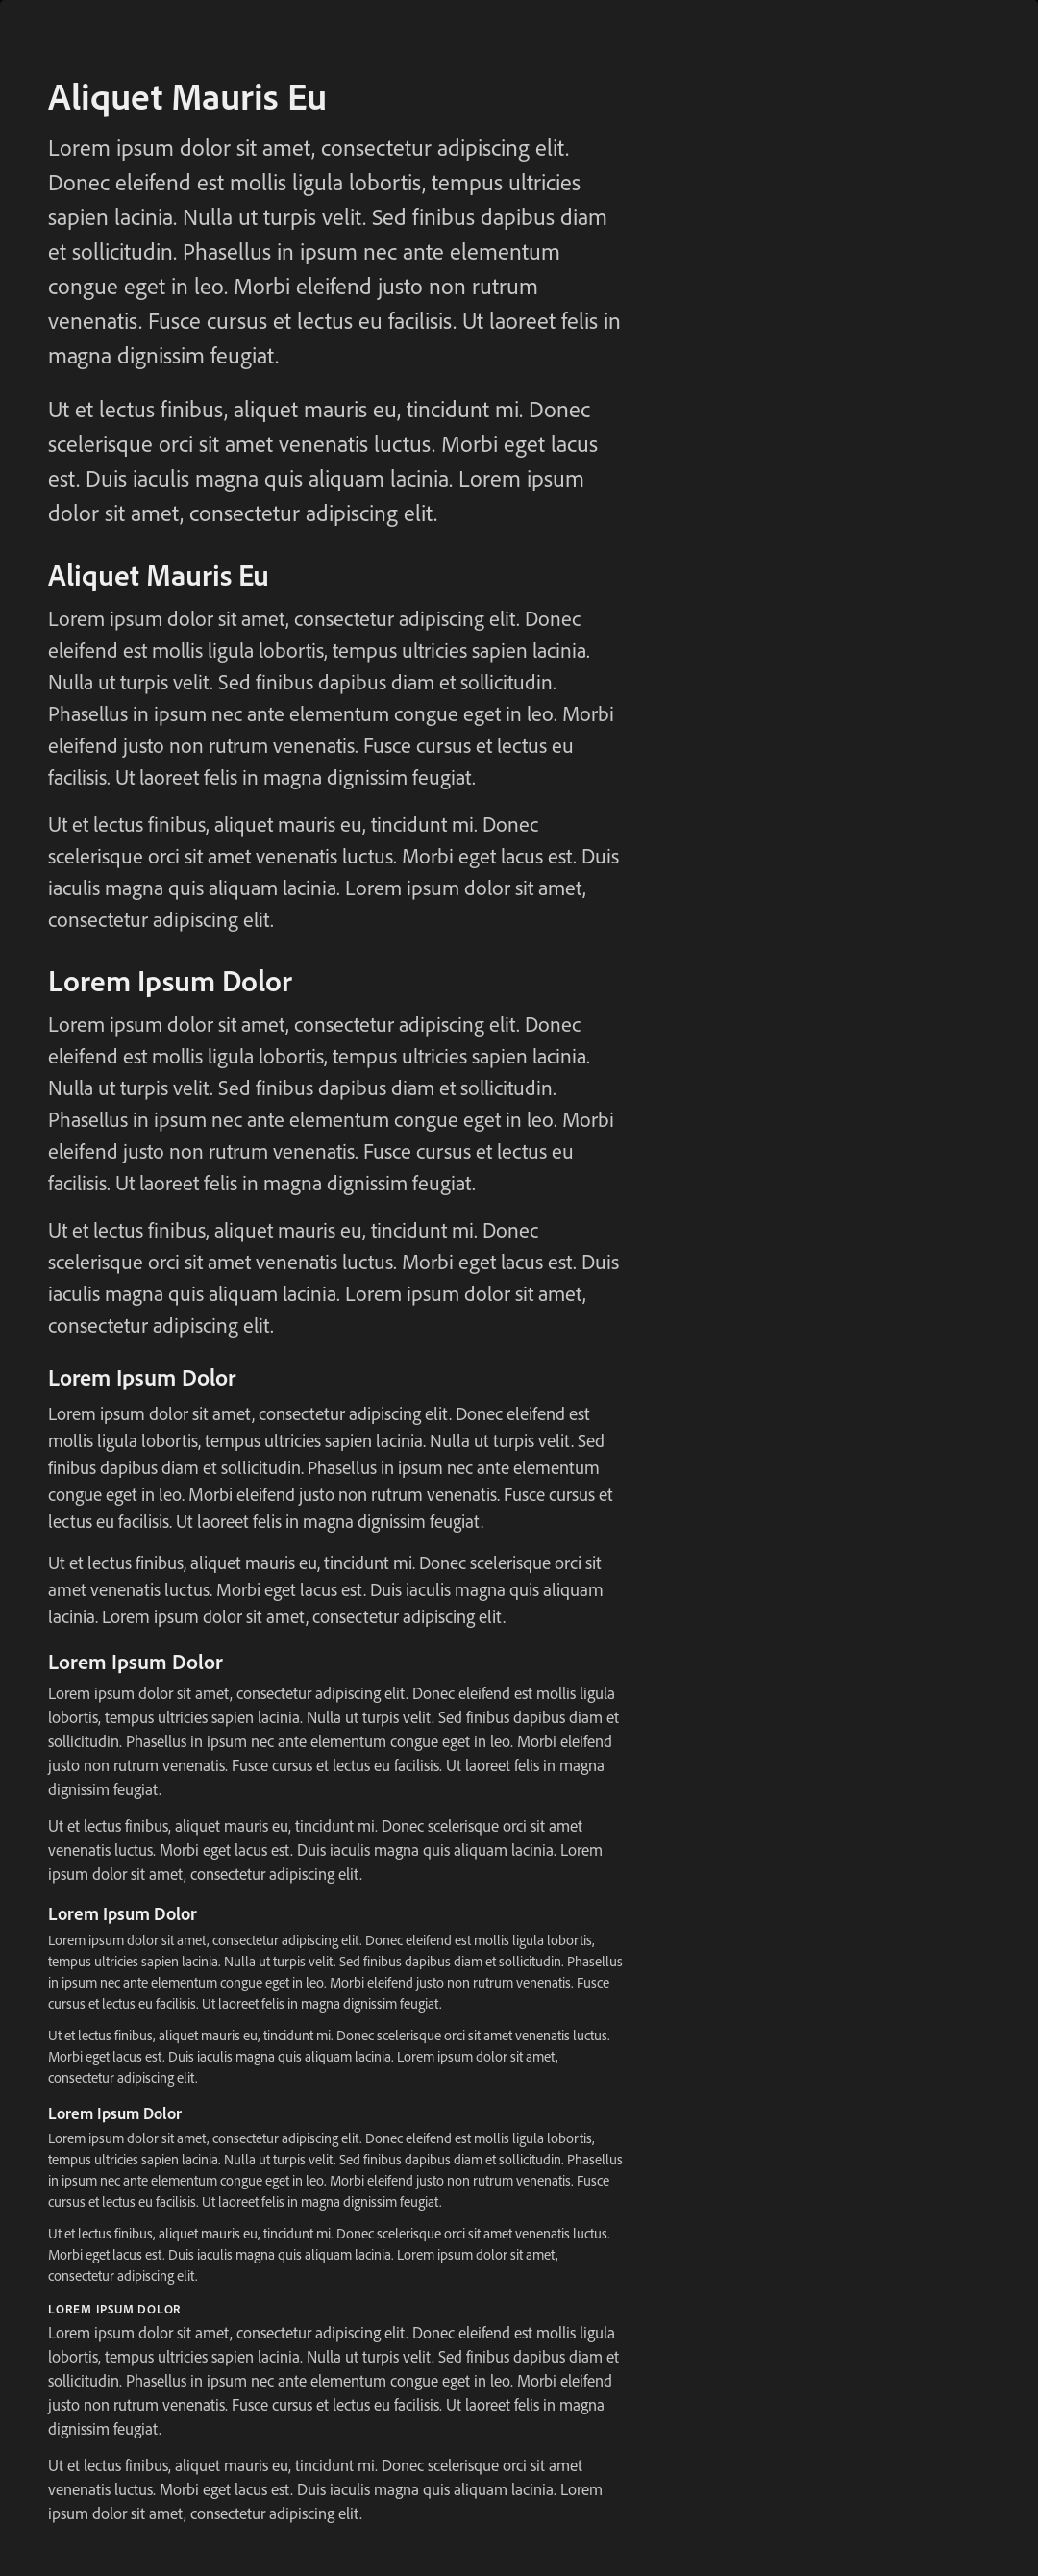 Aliquet Mauris Eu
Lorem ipsum dolor sit amet, consectetur adipiscing elit.
Donec eleifend est mollis ligula lobortis, tempus ultricies
sapien lacinia. Nulla ut turpis velit. Sed finibus dapibus diam
et sollicitudin. Phasellus in ipsum nec ante elementum
congue eget in leo. Morbi eleifend justo non rutrum
venenatis. Fusce cursus et lectus eu facilisis. Ut laoreet felis in
magna dignissim feugiat.
Ut et lectus finibus, aliquet mauris eu, tincidunt mi. Donec
scelerisque orci sit amet venenatis luctus. Morbi eget lacus
est. Duis iaculis magna quis aliquam lacinia. Lorem ipsum
dolor sit amet, consectetur adipiscing elit.
Aliquet Mauris Eu
Lorem ipsum dolor sit amet, consectetur adipiscing elit. Donec
eleifend est mollis ligula lobortis, tempus ultricies sapien lacinia.
Nulla ut turpis velit. Sed finibus dapibus diam et sollicitudin.
Phasellus in ipsum nec ante elementum congue eget in leo. Morbi
eleifend justo non rutrum venenatis. Fusce cursus et lectus eu
facilisis. Ut laoreet felis in magna dignissim feugiat.
Ut et lectus finibus, aliquet mauris eu, tincidunt mi. Donec
scelerisque orci sit amet venenatis luctus. Morbi eget lacus est. Duis
iaculis magna quis aliquam lacinia. Lorem ipsum dolor sit amet,
consectetur adipiscing elit.
Lorem Ipsum Dolor
Lorem ipsum dolor sit amet, consectetur adipiscing elit. Donec
eleifend est mollis ligula lobortis, tempus ultricies sapien lacinia.
Nulla ut turpis velit. Sed finibus dapibus diam et sollicitudin.
Phasellus in ipsum nec ante elementum congue eget in leo. Morbi
eleifend justo non rutrum venenatis. Fusce cursus et lectus eu
facilisis. Ut laoreet felis in magna dignissim feugiat.
Ut et lectus finibus, aliquet mauris eu, tincidunt mi. Donec
scelerisque orci sit amet venenatis luctus. Morbi eget lacus est. Duis
iaculis magna quis aliquam lacinia. Lorem ipsum dolor sit amet,
consectetur adipiscing elit.
Lorem Ipsum Dolor
Lorem ipsum dolor sit amet, consectetur adipiscing elit. Donec eleifend est
mollis ligula lobortis, tempus ultricies sapien lacinia. Nulla ut turpis velit. Sed
finibus dapibus diam et sollicitudin. Phasellus in ipsum nec ante elementum
congue eget in leo. Morbi eleifend justo non rutrum venenatis. Fusce cursus et
lectus eu facilisis. Ut laoreet felis in magna dignissim feugiat.
Ut et lectus finibus, aliquet mauris eu, tincidunt mi. Donec scelerisque orci sit
amet venenatis luctus. Morbi eget lacus est. Duis iaculis magna quis aliquam
lacinia. Lorem ipsum dolor sit amet, consectetur adipiscing elit.
Lorem Ipsum Dolor
Lorem ipsum dolor sit amet, consectetur adipiscing elit. Donec eleifend est mollis ligula
lobortis, tempus ultricies sapien lacinia. Nulla ut turpis velit. Sed finibus dapibus diam et
sollicitudin. Phasellus in ipsum nec ante elementum congue eget in leo. Morbi eleifend
justo non rutrum venenatis. Fusce cursus et lectus eu facilisis. Ut laoreet felis in magna
dignissim feugiat.
Ut et lectus finibus, aliquet mauris eu, tincidunt mi. Donec scelerisque orci sit amet
venenatis luctus. Morbi eget lacus est. Duis iaculis magna quis aliquam lacinia. Lorem
ipsum dolor sit amet, consectetur adipiscing elit.
Lorem Ipsum Dolor
Lorem ipsum dolor sit amet, consectetur adipiscing elit. Donec eleifend est mollis ligula lobortis,
tempus ultricies sapien lacinia. Nulla ut turpis velit. Sed finibus dapibus diam et sollicitudin. Phasellus
in ipsum nec ante elementum congue eget in leo. Morbi eleifend justo non rutrum venenatis. Fusce
cursus et lectus eu facilisis. Ut laoreet felis in magna dignissim feugiat.
Ut et lectus finibus, aliquet mauris eu, tincidunt mi. Donec scelerisque orci sit amet venenatis luctus.
Morbi eget lacus est. Duis iaculis magna quis aliquam lacinia. Lorem ipsum dolor sit amet,
consectetur adipiscing elit.
Lorem Ipsum Dolor
Lorem ipsum dolor sit amet, consectetur adipiscing elit. Donec eleifend est mollis ligula lobortis,
tempus ultricies sapien lacinia. Nulla ut turpis velit. Sed finibus dapibus diam et sollicitudin. Phasellus
in ipsum nec ante elementum congue eget in leo. Morbi eleifend justo non rutrum venenatis. Fusce
cursus et lectus eu facilisis. Ut laoreet felis in magna dignissim feugiat.
Ut et lectus finibus, aliquet mauris eu, tincidunt mi. Donec scelerisque orci sit amet venenatis luctus.
Morbi eget lacus est. Duis iaculis magna quis aliquam lacinia. Lorem ipsum dolor sit amet,
consectetur adipiscing elit.
LOREM IPSUM DOLOR
Lorem ipsum dolor sit amet, consectetur adipiscing elit. Donec eleifend est mollis ligula
lobortis, tempus ultricies sapien lacinia. Nulla ut turpis velit. Sed finibus dapibus diam et
sollicitudin. Phasellus in ipsum nec ante elementum congue eget in leo. Morbi eleifend
justo non rutrum venenatis. Fusce cursus et lectus eu facilisis. Ut laoreet felis in magna
dignissim feugiat.
Ut et lectus finibus, aliquet mauris eu, tincidunt mi. Donec scelerisque orci sit amet
venenatis luctus. Morbi eget lacus est. Duis iaculis magna quis aliquam lacinia. Lorem
ipsum dolor sit amet, consectetur adipiscing elit.